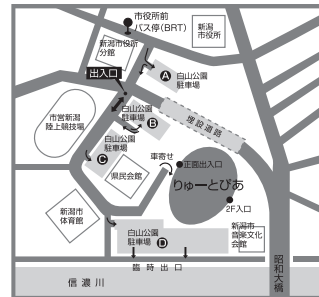 市役所前
バス停(BRT)
新潟
市役所
新潟市役所
分館
出入口
A
白山公園
駐車場
白山公園
駐車場
B
埋設道路
市営新潟
陸上競技場
白山公園
駐車場
C
車寄せ
正面出入口
県民会館
りゅーとぴあ
2F入口
新潟市
体育館
新潟市
音楽文化
会館
白山公園
駐車場
D
臨時出口
昭和大橋
信濃川